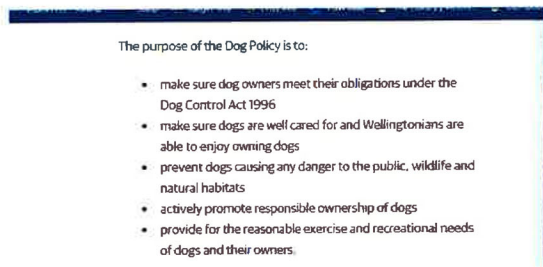 The purpose of the Dog Policy is to:
• make sure dog owners meet their obligations under the
Dog Control Act 1996
• make sure dogs are well cared for and Wellingtonians are
able to enjoy owning dogs
• prevent dogs causing any danger to the public, wildlife and
natural habitats
• actively promote responsible ownership of dogs
• provide for the reasonable exercise and recreational needs
of dogs and their owners.